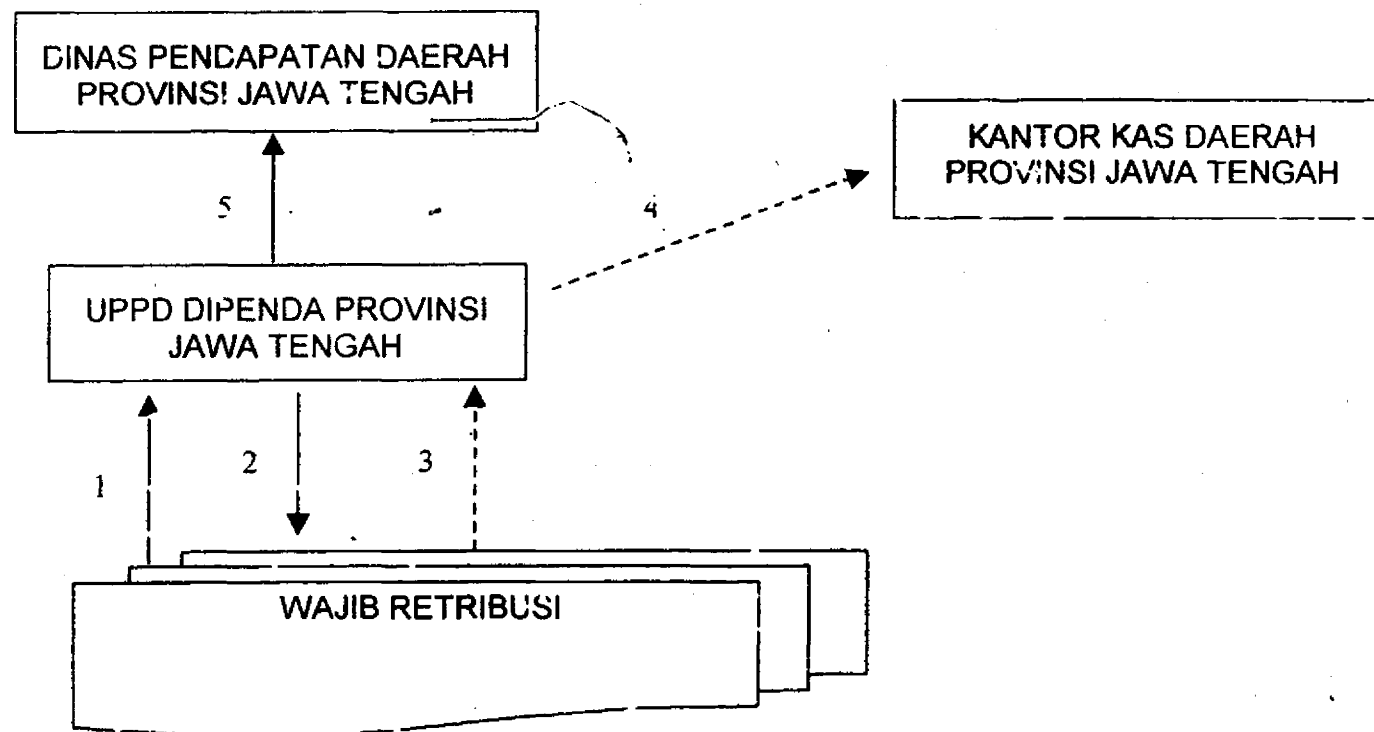 DINAS PENDAPATAN DAERAH
PROVINSI JAWA TENGAH
KANTOR KAS DAERAH
PROVINSI JAWA TENGAH
5
4
UPPD DIPENDA PROVINSI
JAWA TENGAH
1
2
3
WAJIB RETRIBUSI